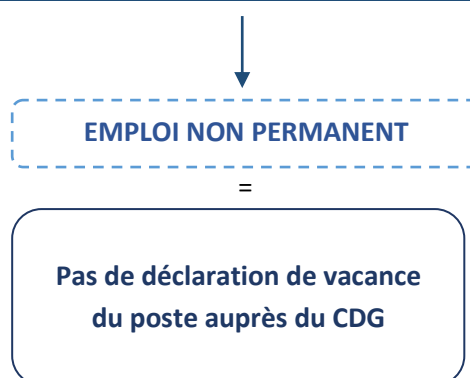 EMPLOI NON PERMANENT
=
Pas de déclaration de vacance
du poste auprès du CDG